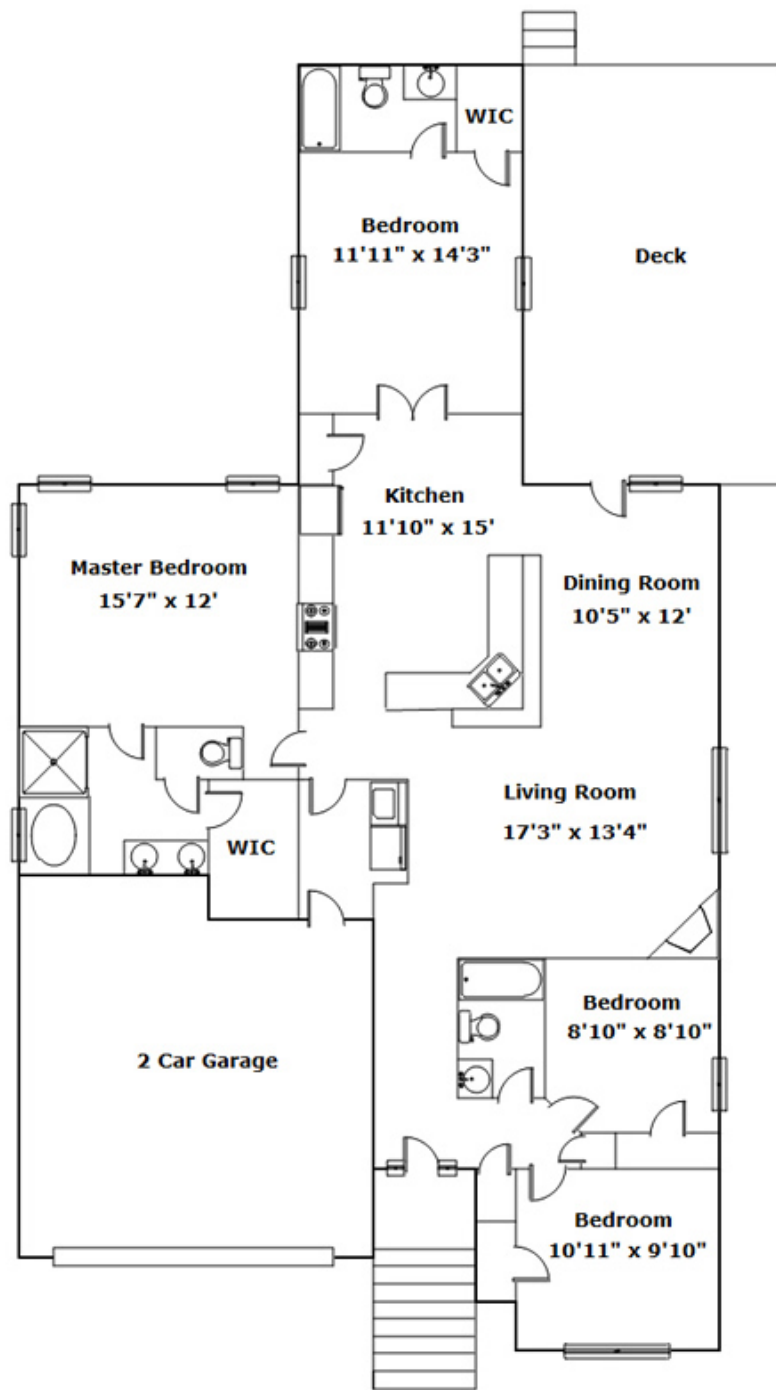 WIC
Bedroom
11'11" x 14'3"
Deck
Kitchen
11'10" x 15'
Master Bedroom
15'7" x 12'
Dining Room
10'5" x 12'
Living Room
17'3" x 13'4"
WIC
Bedroom
8'10" x 8'10"
2 Car Garage
Bedroom
10'11" x 9'10"